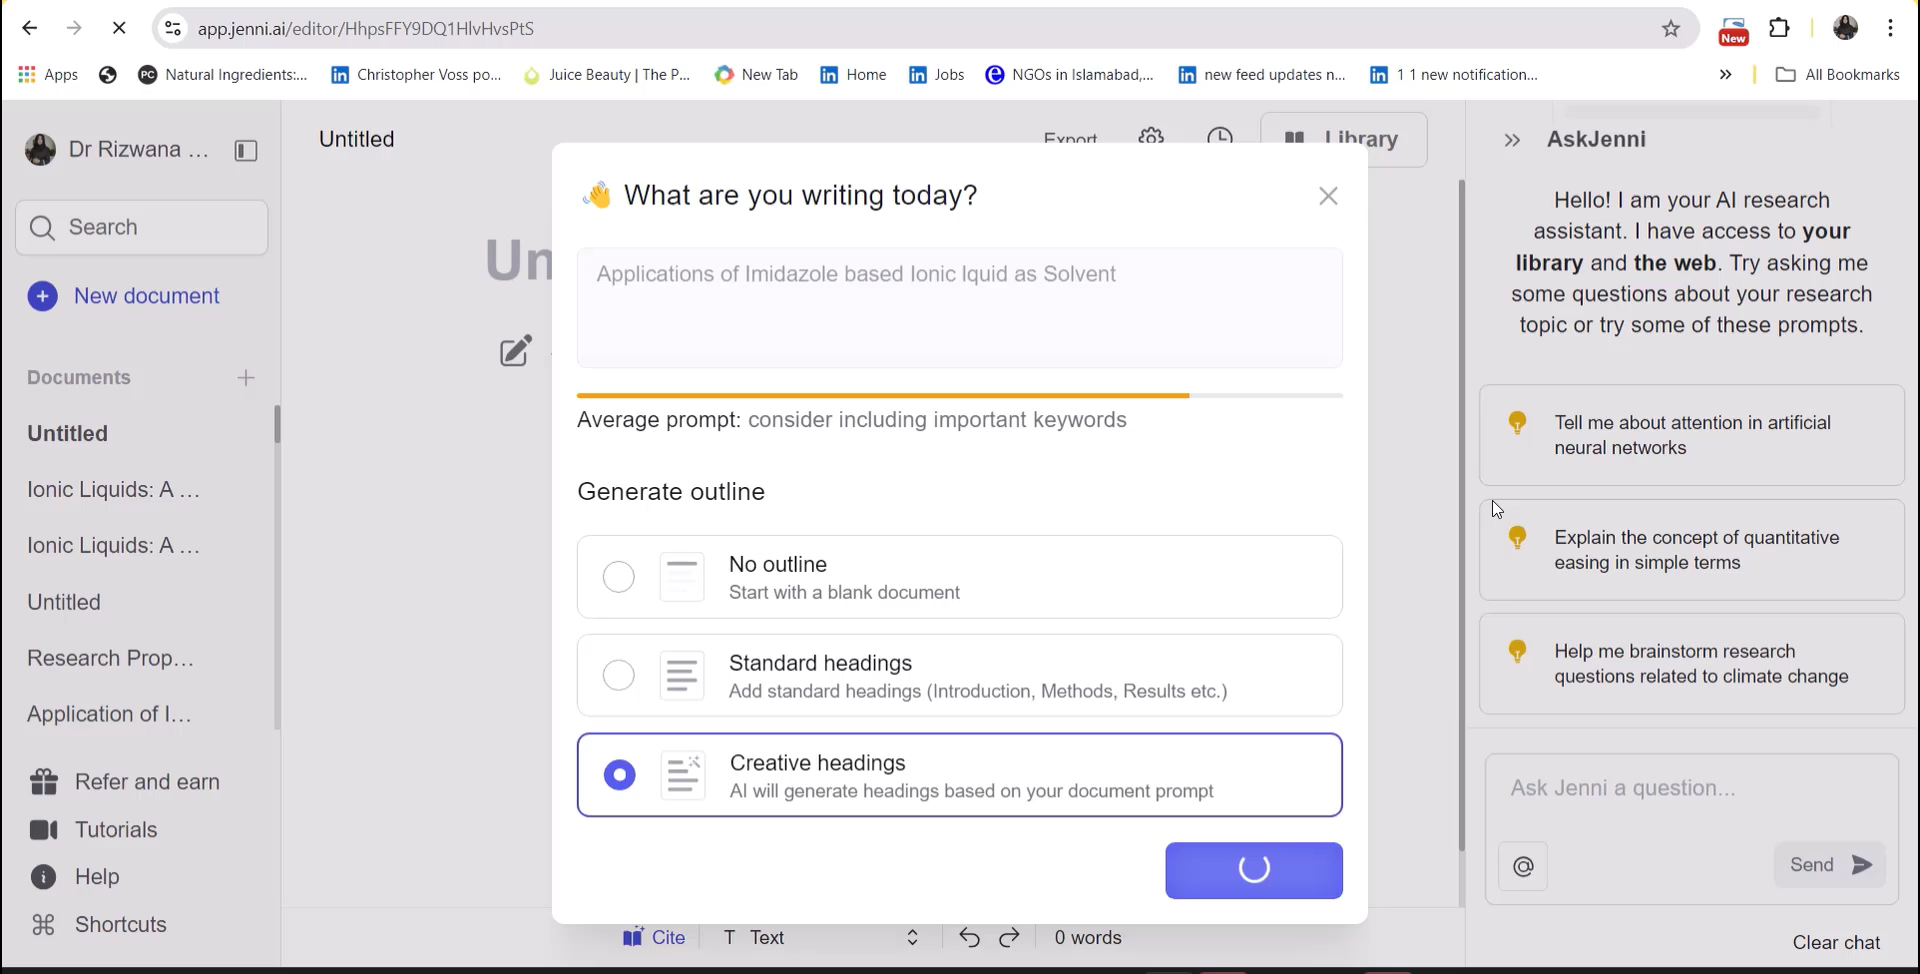 app.jenni.ai/editor/HhpsFFY9DQ1HlvHvsPtS
New
Apps
PC
Natural Ingredients:...
Christopher Voss po...
Juice Beauty | The P...
New Tab
Home
Jobs
NGOs in Islamabad,...
new feed updates n...
1 1 new notification...
All Bookmarks
Dr Rizwana ...
Search
New document
Documents
Untitled
Ionic Liquids: A ...
Ionic Liquids: A ...
Untitled
Research Prop...
Application of I...
Refer and earn
Tutorials
Help
Shortcuts
Untitled
Export
Library
Un
👋 What are you writing today?
Applications of Imidazole based Ionic lquid as Solvent
Average prompt: consider including important keywords
Generate outline
No outline
Start with a blank document
Standard headings
Add standard headings (Introduction, Methods, Results etc.)
Creative headings
AI will generate headings based on your document prompt
Cite
T Text
0 words
AskJenni
Hello! I am your AI research
assistant. I have access to your
library and the web. Try asking me
some questions about your research
topic or try some of these prompts.
Tell me about attention in artificial
neural networks
Explain the concept of quantitative
easing in simple terms
Help me brainstorm research
questions related to climate change
Ask Jenni a question...
@
Send
Clear chat